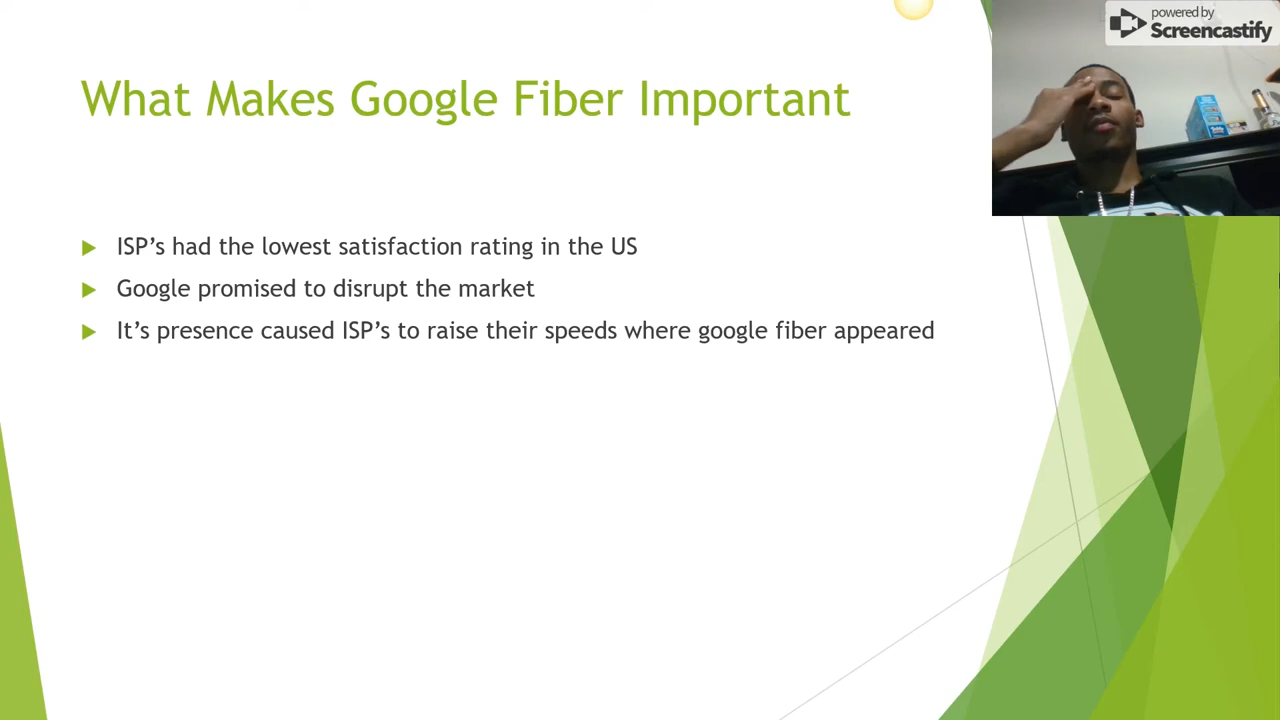 powered by
Screencastify
What Makes Google Fiber Important
ISP's had the lowest satisfaction rating in the US
Google promised to disrupt the market
It's presence caused ISP's to raise their speeds where google fiber appeared